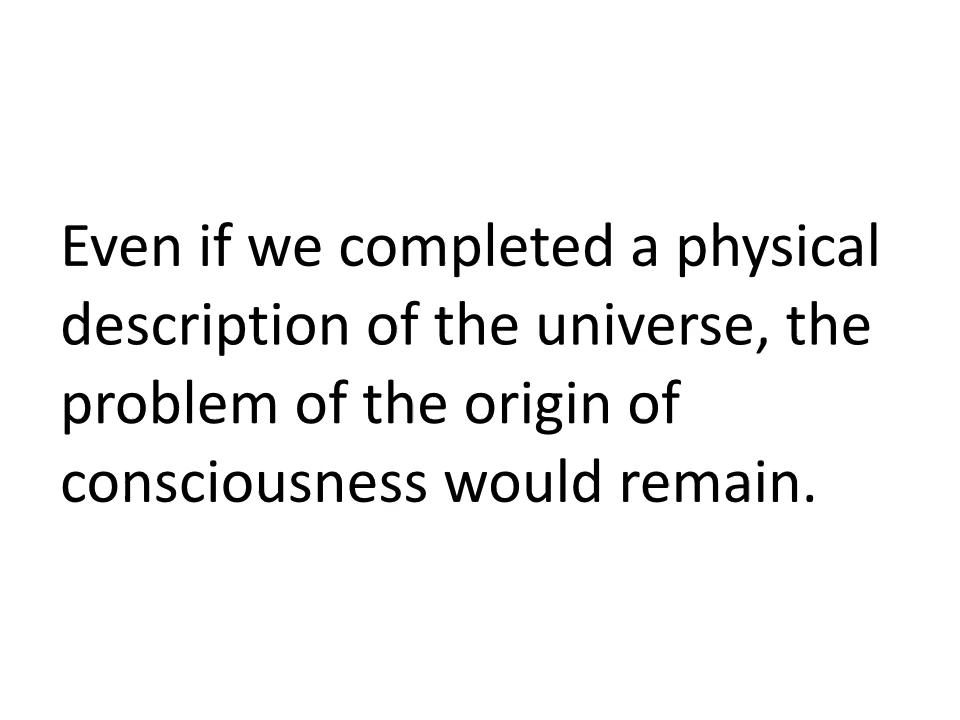 Even if we completed a physical
description of the universe, the
problem of the origin of
consciousness would remain.